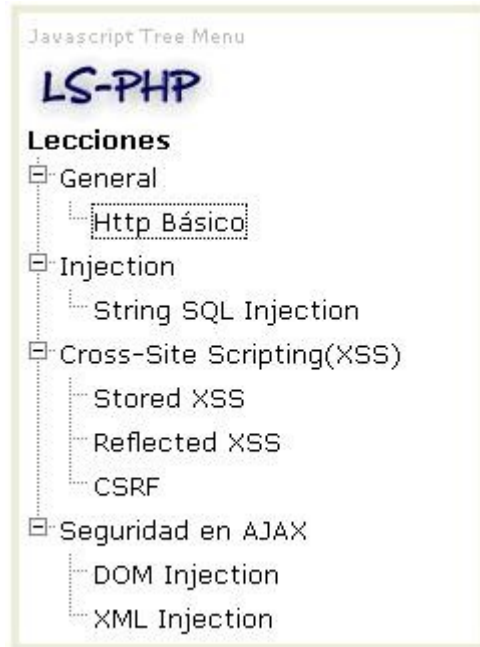 Javascript Tree Menu
LS-PHP
Lecciones
General
Http Básico
Injection
String SQL Injection
Cross-Site Scripting(XSS)
Stored XSS
Reflected XSS
CSRF
Seguridad en AJAX
DOM Injection
XML Injection